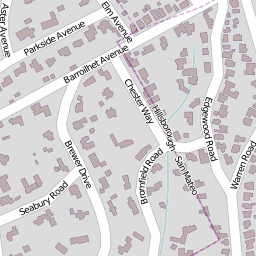 Aster Avenue
Parkside Avenue
Elm Avenue
Barroilhet Avenue
Chester Way
Hillsborough
San Mateo
Edgewood Road
Warren Road
Bromfield Road
Brewer Drive
Seabury Road